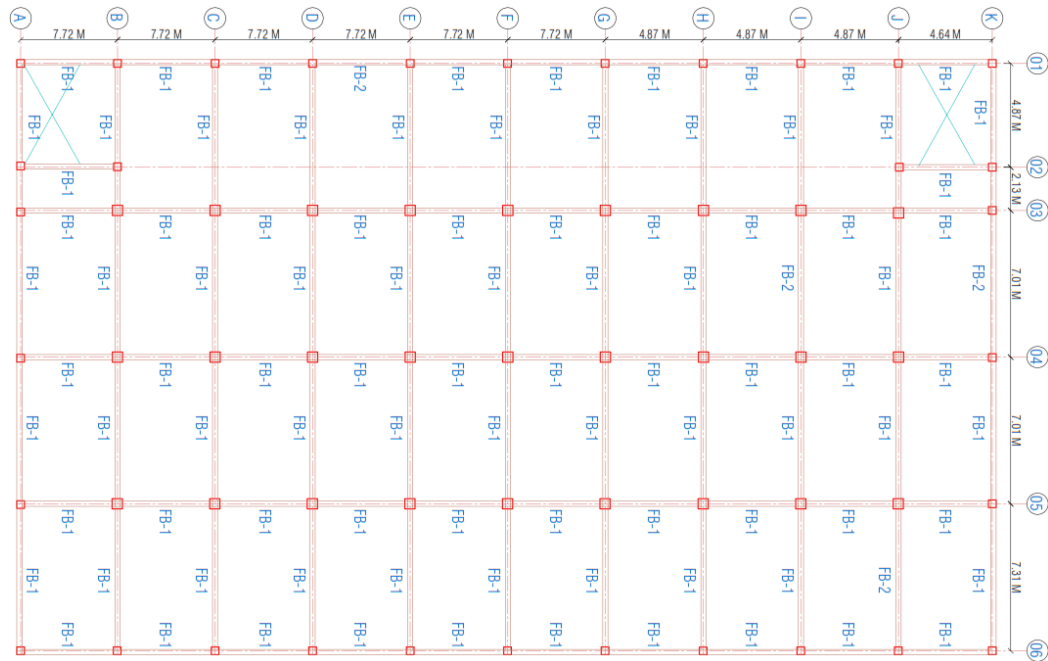 A B C D E F G H I J K
7.72 M 7.72 M 7.72 M 7.72 M 7.72 M 7.72 M 4.87 M 4.87 M 4.87 M 4.64 M
01
FB-1 FB-1 FB-1 FB-2 FB-1 FB-1 FB-1 FB-1 FB-1 FB-1
FB-1 FB-1 FB-1 FB-1 FB-1 FB-1 FB-1 FB-1 FB-1 FB-1 FB-1 4.87 M
02
FB-1 FB-1 2.13 M
03
FB-1 FB-1 FB-1 FB-1 FB-1 FB-1 FB-1 FB-1 FB-1 FB-1
FB-1 FB-1 FB-1 FB-1 FB-1 FB-1 FB-1 FB-1 FB-2 FB-1 FB-2 7.01 M
04
FB-1 FB-1 FB-1 FB-1 FB-1 FB-1 FB-1 FB-1 FB-1 FB-1
FB-1 FB-1 FB-1 FB-1 FB-1 FB-1 FB-1 FB-1 FB-1 FB-1 FB-1 7.01 M
05
FB-1 FB-1 FB-1 FB-1 FB-1 FB-1 FB-1 FB-1 FB-1 FB-1
FB-1 FB-1 FB-1 FB-1 FB-1 FB-1 FB-1 FB-1 FB-1 FB-2 FB-1 7.31 M
FB-1 FB-1 FB-1 FB-1 FB-1 FB-1 FB-1 FB-1 FB-1 FB-1
06